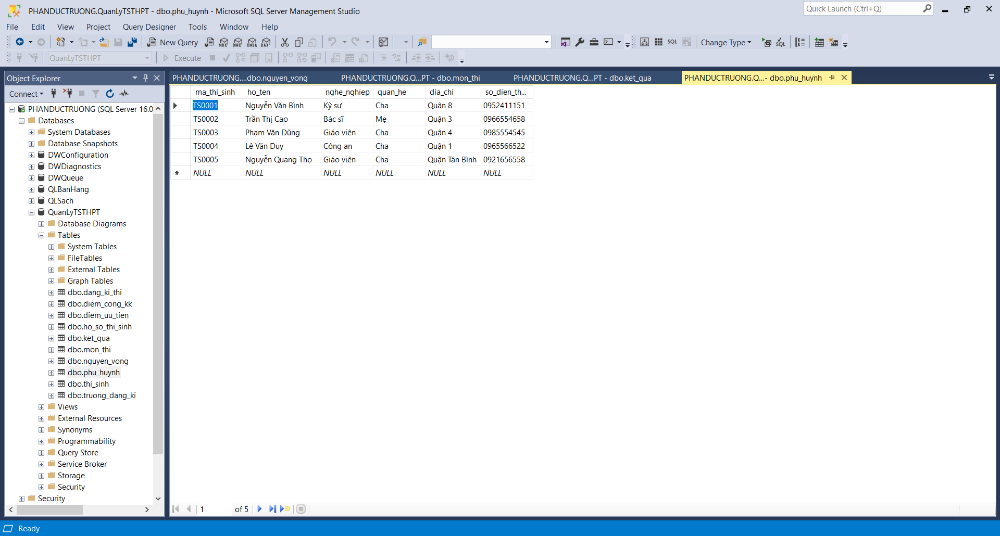 PHANDUCTRUONG.QuanLyTSTHPT - dbo.phu_huynh - Microsoft SQL Server Management Studio
Quick Launch (Ctrl+Q)
File Edit View Project Query Designer Tools Window Help
New Query MDX DMX XMLA DAX SQL Change Type SQL
QuanLyTSTHPT Execute
Object Explorer
Connect
PHANDUCTRUONG (SQL Server 16.0
Databases
System Databases
Database Snapshots
DWConfiguration
DWDiagnostics
DWQueue
QLBanHang
QLSach
QuanLyTSTHPT
Database Diagrams
Tables
System Tables
FileTables
External Tables
Graph Tables
dbo.dang_ki_thi
dbo.diem_cong_kk
dbo.diem_uu_tien
dbo.ho_so_thi_sinh
dbo.ket_qua
dbo.mon_thi
dbo.nguyen_vong
dbo.phu_huynh
dbo.thi_sinh
dbo.truong_dang_ki
Views
External Resources
Synonyms
Programmability
Query Store
Service Broker
Storage
Security
Security
PHANDUCTRUONG....dbo.nguyen_vong PHANDUCTRUONG.Q...PT - dbo.mon_thi PHANDUCTRUONG.Q...PT - dbo.ket_qua PHANDUCTRUONG.Q...- dbo.phu_huynh
ma_thi_sinh ho_ten nghe_nghiep quan_he dia_chi so_dien_th...
TS0001 Nguyễn Văn Bình Kỹ sư Cha Quận 8 0952411151
TS0002 Trần Thị Cao Bác sĩ Mẹ Quận 3 0966554658
TS0003 Phạm Văn Dũng Giáo viên Cha Quận 4 0985554545
TS0004 Lê Văn Duy Công an Cha Quận 1 0965566522
TS0005 Nguyễn Quang Thọ Giáo viên Cha Quận Tân Bình 0921656558
* NULL NULL NULL NULL NULL NULL
1 of 5
Ready